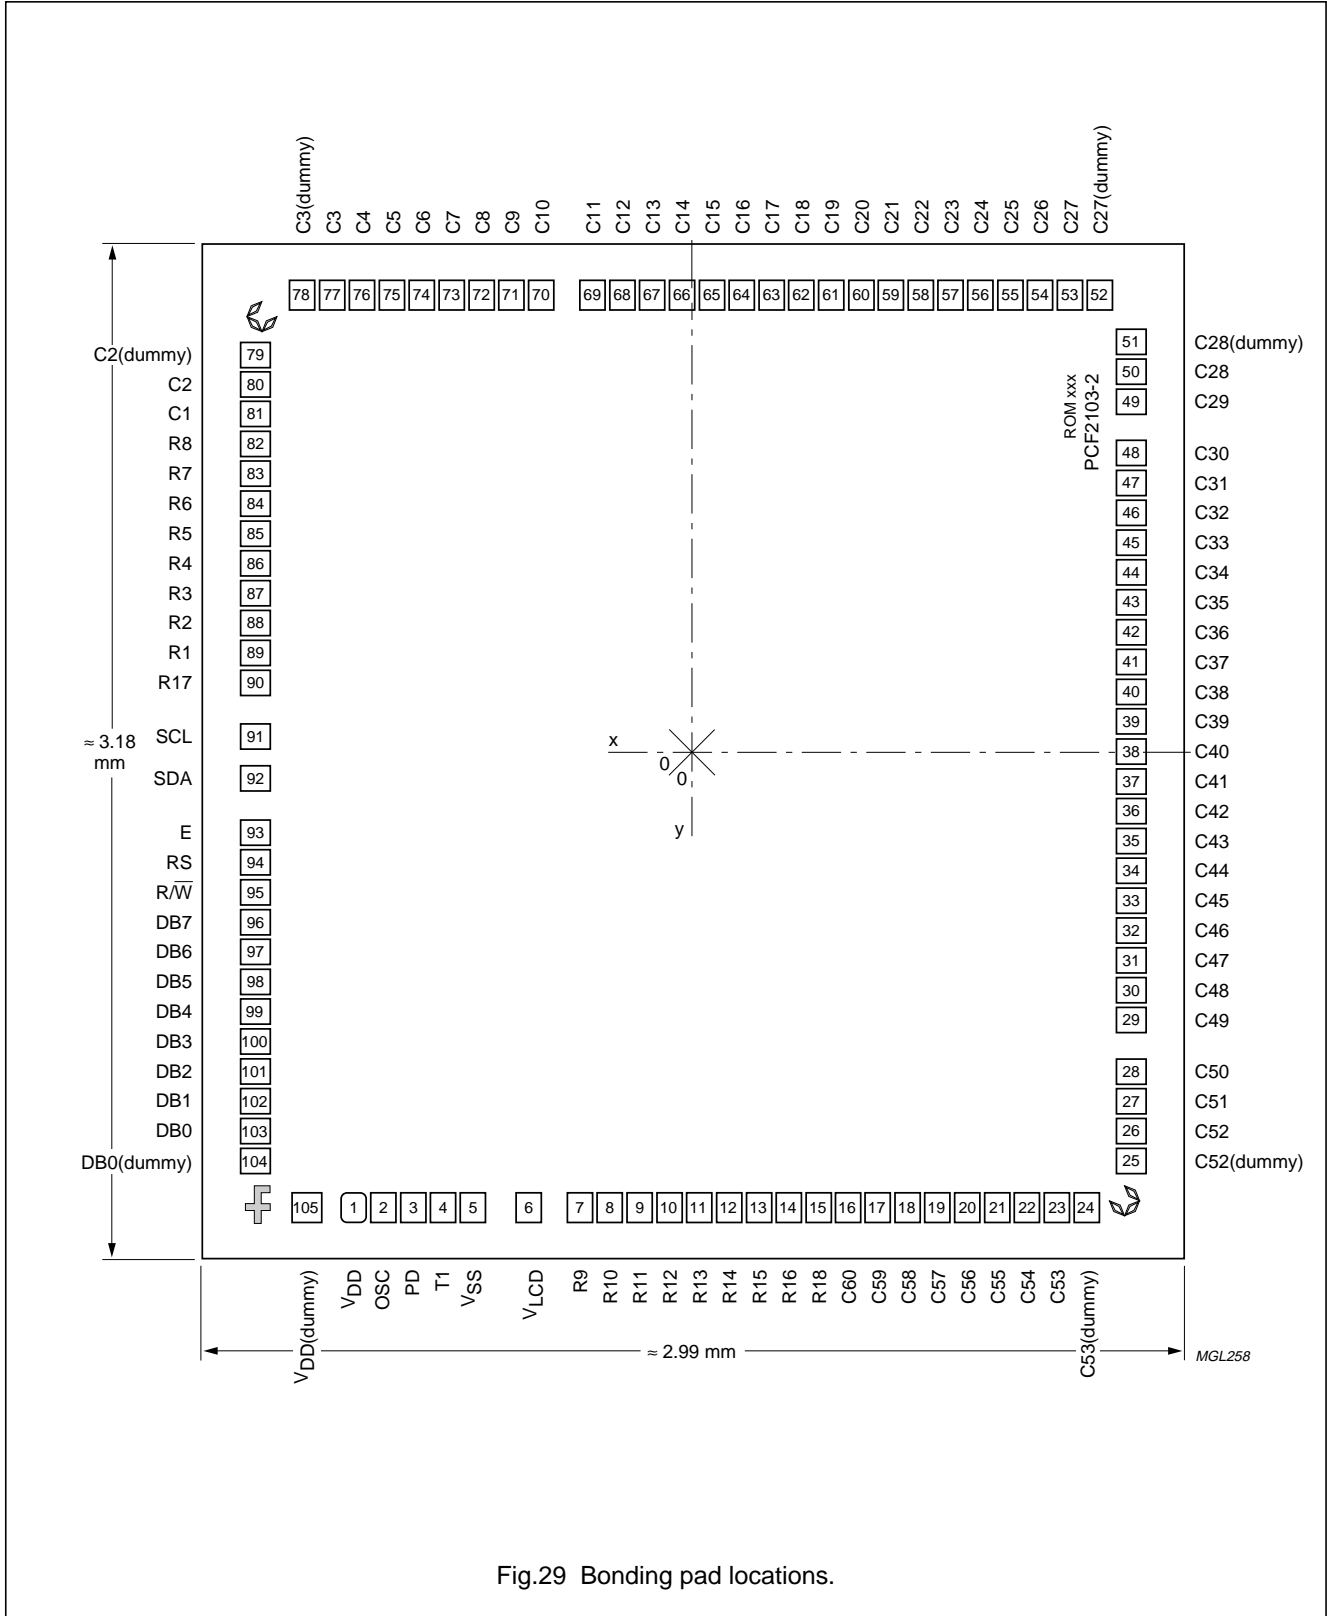 C3(dummy) C3 C4 C5 C6 C7 C8 C9 C10 C11 C12 C13 C14 C15 C16 C17 C18 C19 C20 C21 C22 C23 C24 C25 C26 C27 C27(dummy)
78 77 76 75 74 73 72 71 70 69 68 67 66 65 64 63 62 61 60 59 58 57 56 55 54 53 52
C2(dummy) 79
C2 80
C1 81
R8 82
R7 83
R6 84
R5 85
R4 86
R3 87
R2 88
R1 89
R17 90
SCL 91
SDA 92
E 93
RS 94
R/W̅ 95
DB7 96
DB6 97
DB5 98
DB4 99
DB3 100
DB2 101
DB1 102
DB0 103
DB0(dummy) 104
≈ 3.18
mm
ROM xxx
PCF2103-2
x
0
0
y
51 C28(dummy)
50 C28
49 C29
48 C30
47 C31
46 C32
45 C33
44 C34
43 C35
42 C36
41 C37
40 C38
39 C39
38 C40
37 C41
36 C42
35 C43
34 C44
33 C45
32 C46
31 C47
30 C48
29 C49
28 C50
27 C51
26 C52
25 C52(dummy)
105 1 2 3 4 5 6 7 8 9 10 11 12 13 14 15 16 17 18 19 20 21 22 23 24
VDD(dummy) VDD OSC PD T1 VSS VLCD R9 R10 R11 R12 R13 R14 R15 R16 R18 C60 C59 C58 C57 C56 C55 C54 C53 C53(dummy)
≈ 2.99 mm
MGL258
Fig.29 Bonding pad locations.